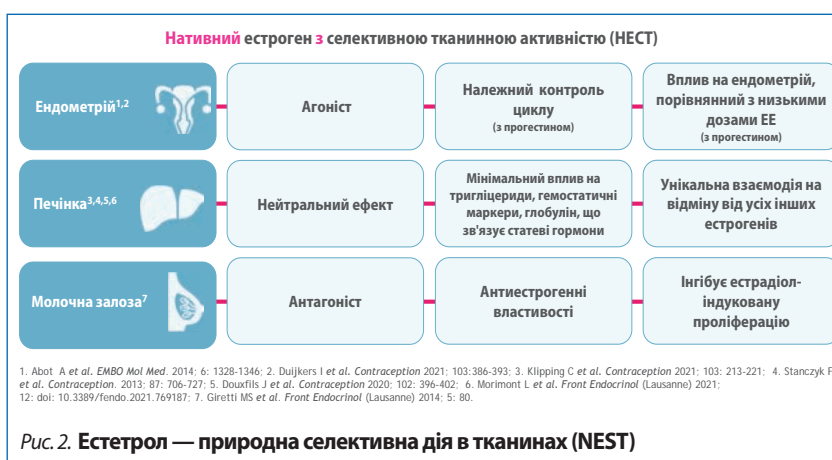 Нативний естроген з селективною тканинною активністю (НЕСТ)
Ендометрій1,2
Агоніст
Належний контроль
циклу
(з прогестином)
Вплив на ендометрій,
порівнянний з низькими
дозами ЕЕ
(з прогестином)
Печінка3,4,5,6
Нейтральний ефект
Мінімальний вплив на
тригліцериди, гемостатичні
маркери, глобулін, що
зв'язує статеві гормони
Унікальна взаємодія на
відміну від усіх інших
естрогенів
Молочна залоза7
Антагоніст
Антиестрогенні
властивості
Інгібує естрадіол-
індуковану
проліферацію
1. Abot A et al. EMBO Mol Med. 2014; 6: 1328-1346; 2. Duijkers I et al. Contraception 2021; 103:386-393; 3. Klipping C et al. Contraception 2021; 103: 213-221; 4. Stanczyk F
et al. Contraception. 2013; 87: 706-727; 5. Douxfils J et al. Contraception 2020; 102: 396-402; 6. Morimont L et al. Front Endocrinol (Lausanne) 2021;
12: doi: 10.3389/fendo.2021.769187; 7. Giretti MS et al. Front Endocrinol (Lausanne) 2014; 5: 80.
Рис. 2. Естетрол — природна селективна дія в тканинах (NEST)